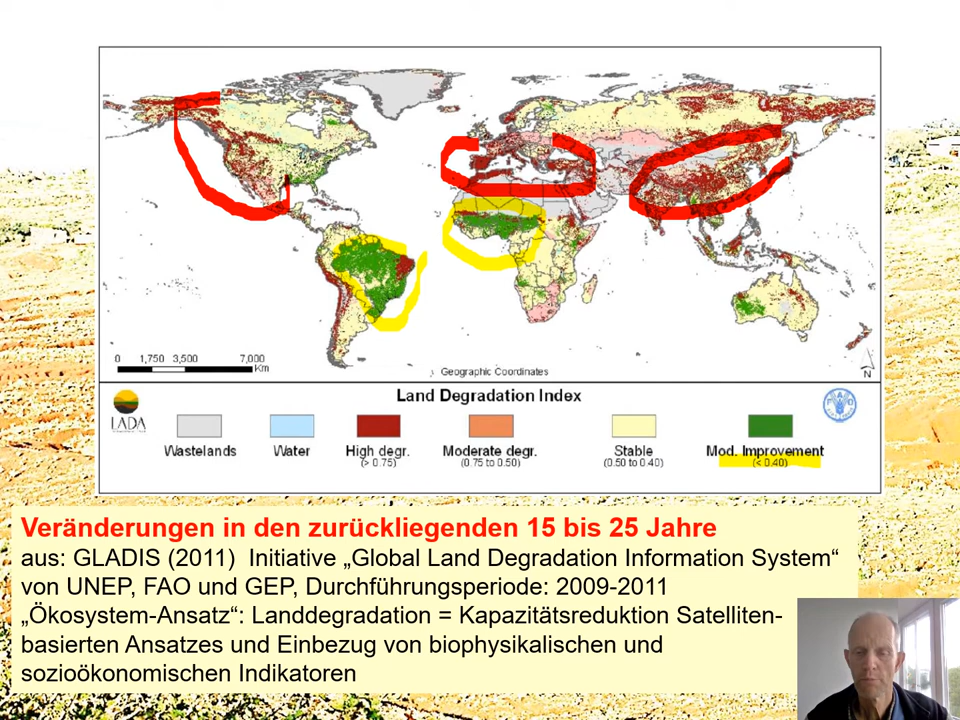 0 1,750 3,500 7,000
Km
Geographic Coordinates
N
Land Degradation Index
LADA
FAO
Wastelands
Water
High degr.
(> 0.75)
Moderate degr.
(0.75 to 0.50)
Stable
(0.50 to 0.40)
Mod. Improvement
(< 0.40)
Veränderungen in den zurückliegenden 15 bis 25 Jahre
aus: GLADIS (2011) Initiative „Global Land Degradation Information System“
von UNEP, FAO und GEP, Durchführungsperiode: 2009-2011
„Ökosystem-Ansatz“: Landdegradation = Kapazitätsreduktion Satelliten-
basierten Ansatzes und Einbezug von biophysikalischen und
sozioökonomischen Indikatoren